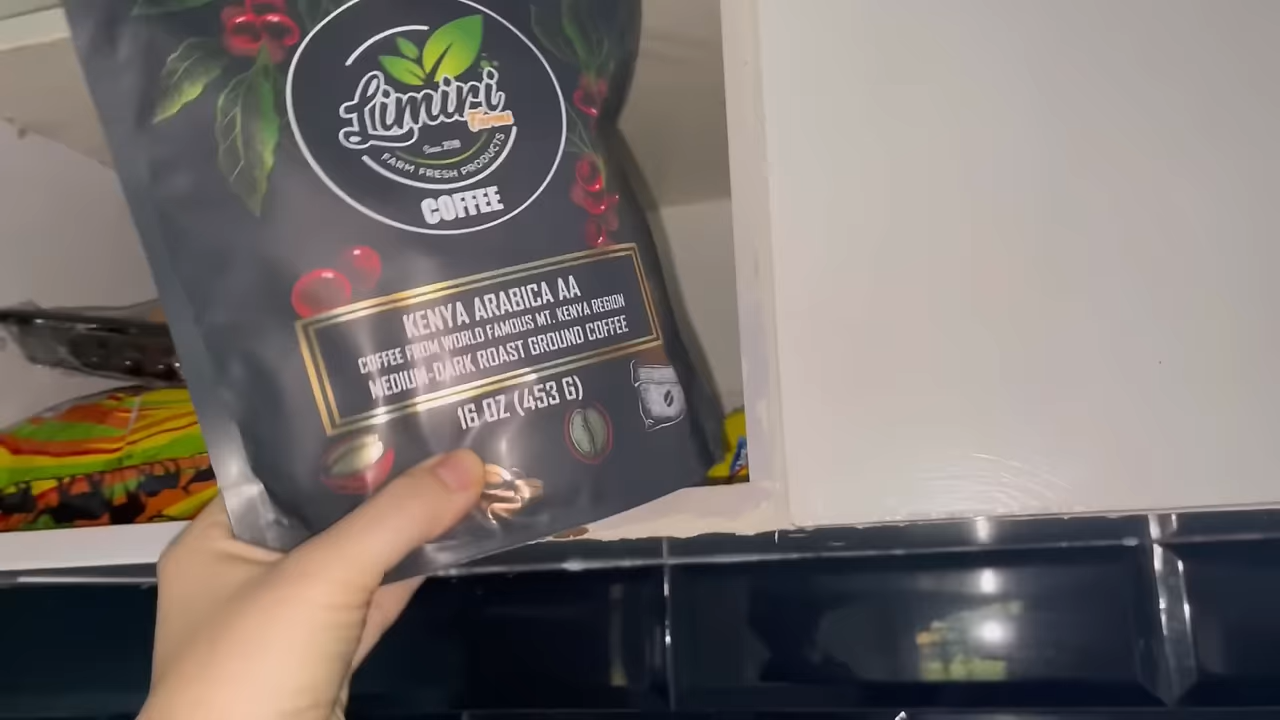 Limiri
Farms
Since 2018
FARM FRESH PRODUCTS
COFFEE
KENYA ARABICA AA
COFFEE FROM WORLD FAMOUS MT. KENYA REGION
MEDIUM-DARK ROAST GROUND COFFEE
16 OZ (453 G)